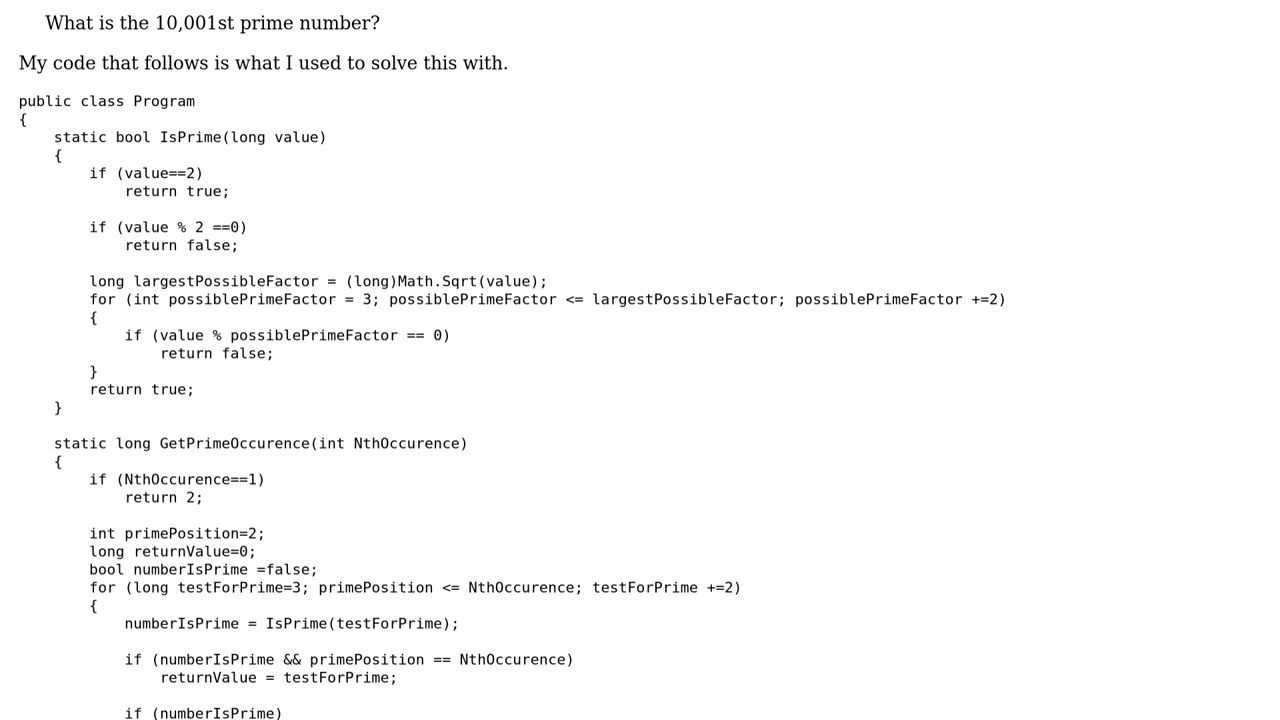 What is the 10,001st prime number?
My code that follows is what I used to solve this with.
public class Program
{
    static bool IsPrime(long value)
    {
        if (value==2)
            return true;

        if (value % 2 ==0)
            return false;

        long largestPossibleFactor = (long)Math.Sqrt(value);
        for (int possiblePrimeFactor = 3; possiblePrimeFactor <= largestPossibleFactor; possiblePrimeFactor +=2)
        {
            if (value % possiblePrimeFactor == 0)
                return false;
        }
        return true;
    }

    static long GetPrimeOccurence(int NthOccurence)
    {
        if (NthOccurence==1)
            return 2;

        int primePosition=2;
        long returnValue=0;
        bool numberIsPrime =false;
        for (long testForPrime=3; primePosition <= NthOccurence; testForPrime +=2)
        {
            numberIsPrime = IsPrime(testForPrime);

            if (numberIsPrime && primePosition == NthOccurence)
                returnValue = testForPrime;

            if (numberIsPrime)